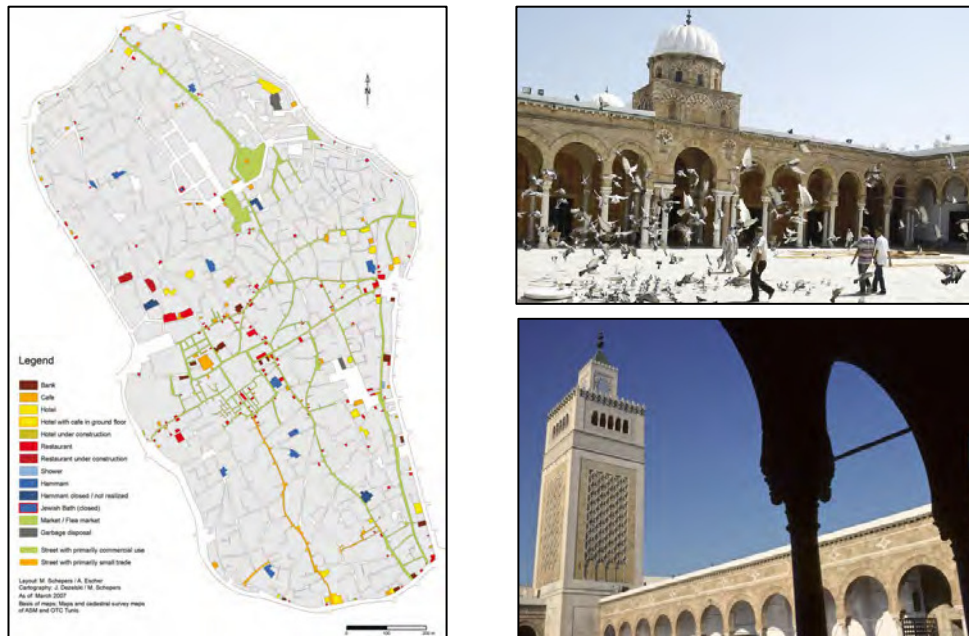 N
Legend
Bank
Cafe
Hotel
Hotel with cafe in ground floor
Hotel under construction
Restaurant
Restaurant under construction
Shower
Hammam
Hammam closed / not realized
Jewish Bath (closed)
Market / Flea market
Garbage disposal
Street with primarily commercial use
Street with primarily small trade
Layout: M. Schepers / A. Escher
Cartography: J. / M. Schepers
As of March 2007
Basis of maps: Maps and cadastral survey maps
of ASM and OTC Tunis
0 100 200 m